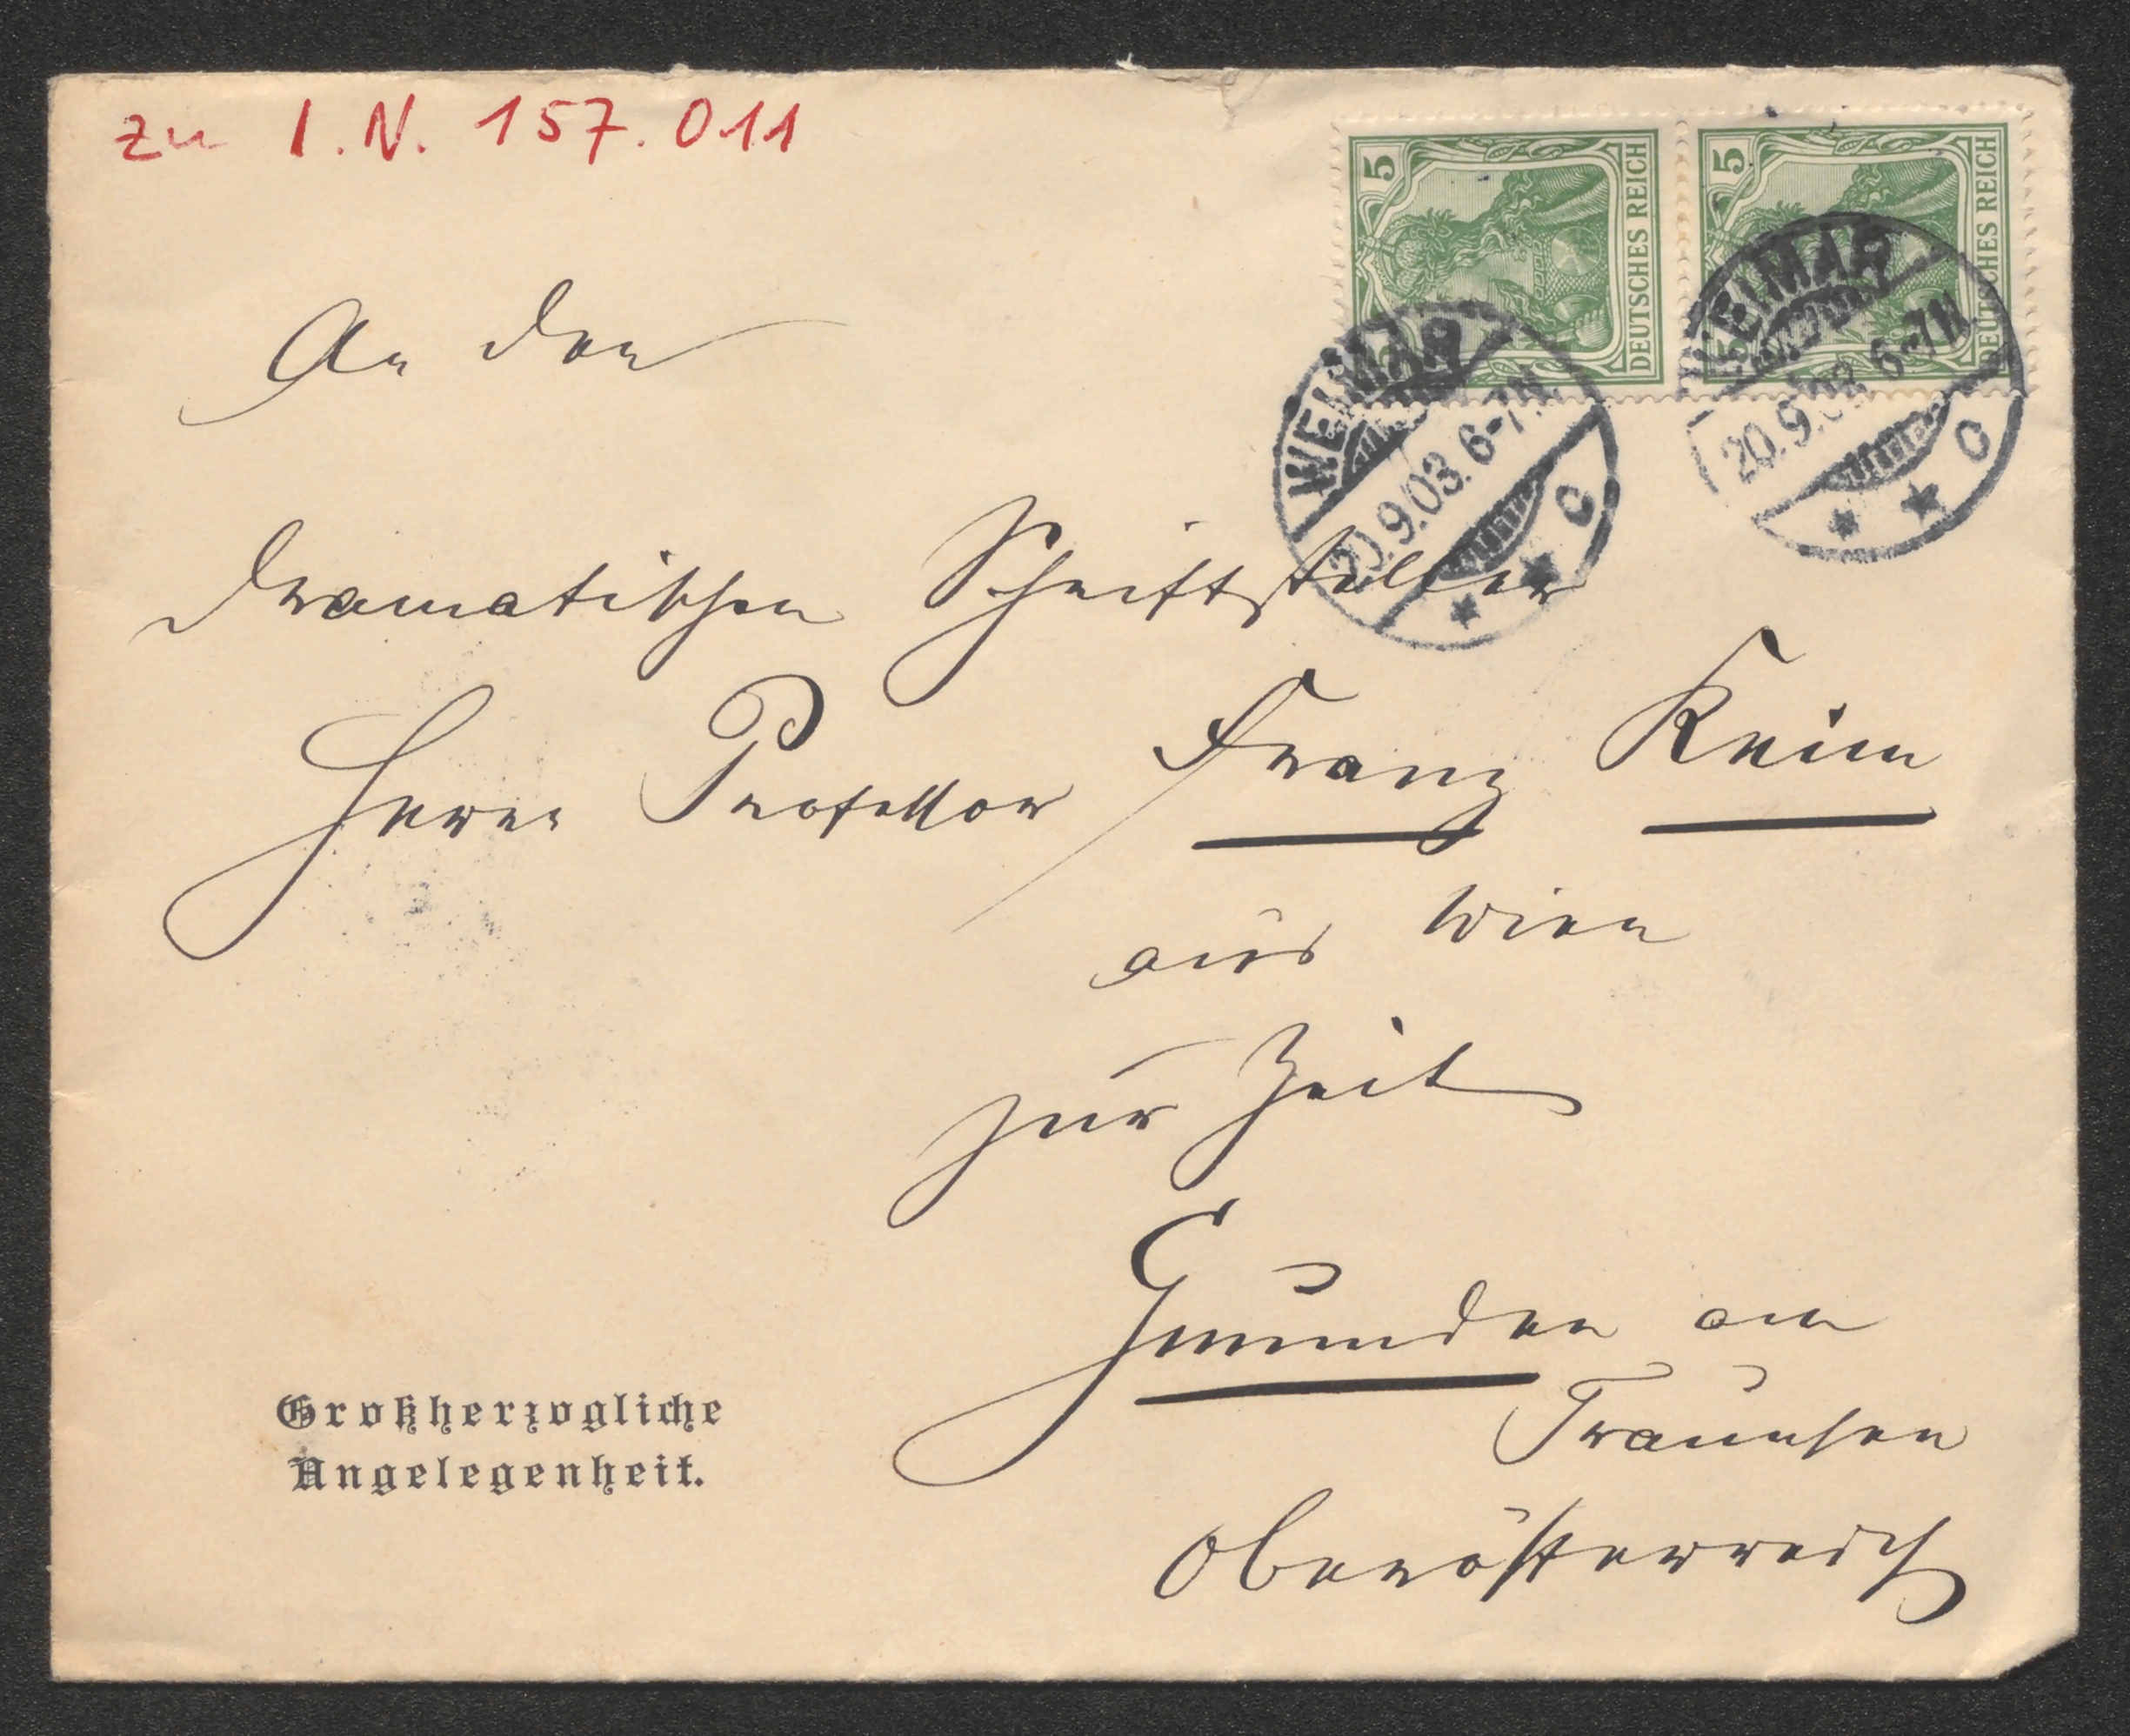 zu I.N. 157.011
5 DEUTSCHES REICH
5 DEUTSCHES REICH
WEIMAR
20.9.03. 6-7N.
C
WEIMAR
20.9.03. 6-7N.
C
An den
dramatischen Schriftsteller
Herrn Professor Franz Keim
aus Wien
zur Zeit
Gmunden am
Traunsee
Oberösterreich
Großherzogliche
Angelegenheit.